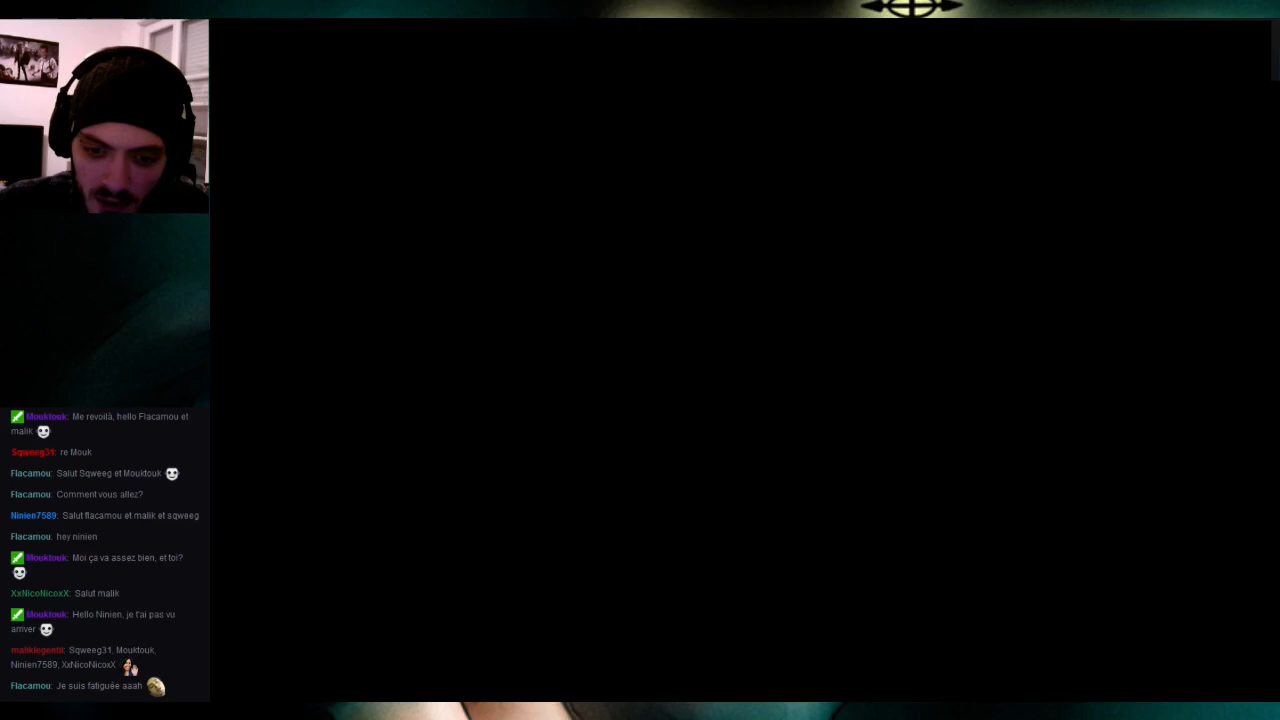 Mouktouk: Me revoilà, hello Flacamou et
malik
Sqweeg31: re Mouk
Flacamou: Salut Sqweeg et Mouktouk
Flacamou: Comment vous allez?
Ninien7589: Salut flacamou et malik et sqweeg
Flacamou: hey ninien
Mouktouk: Moi ça va assez bien, et toi?
XxNicoNicoxX: Salut malik
Mouktouk: Hello Ninien, je t'ai pas vu
arriver
maliklegentil: Sqweeg31, Mouktouk,
Ninien7589, XxNicoNicoxX
Flacamou: Je suis fatiguée aaah